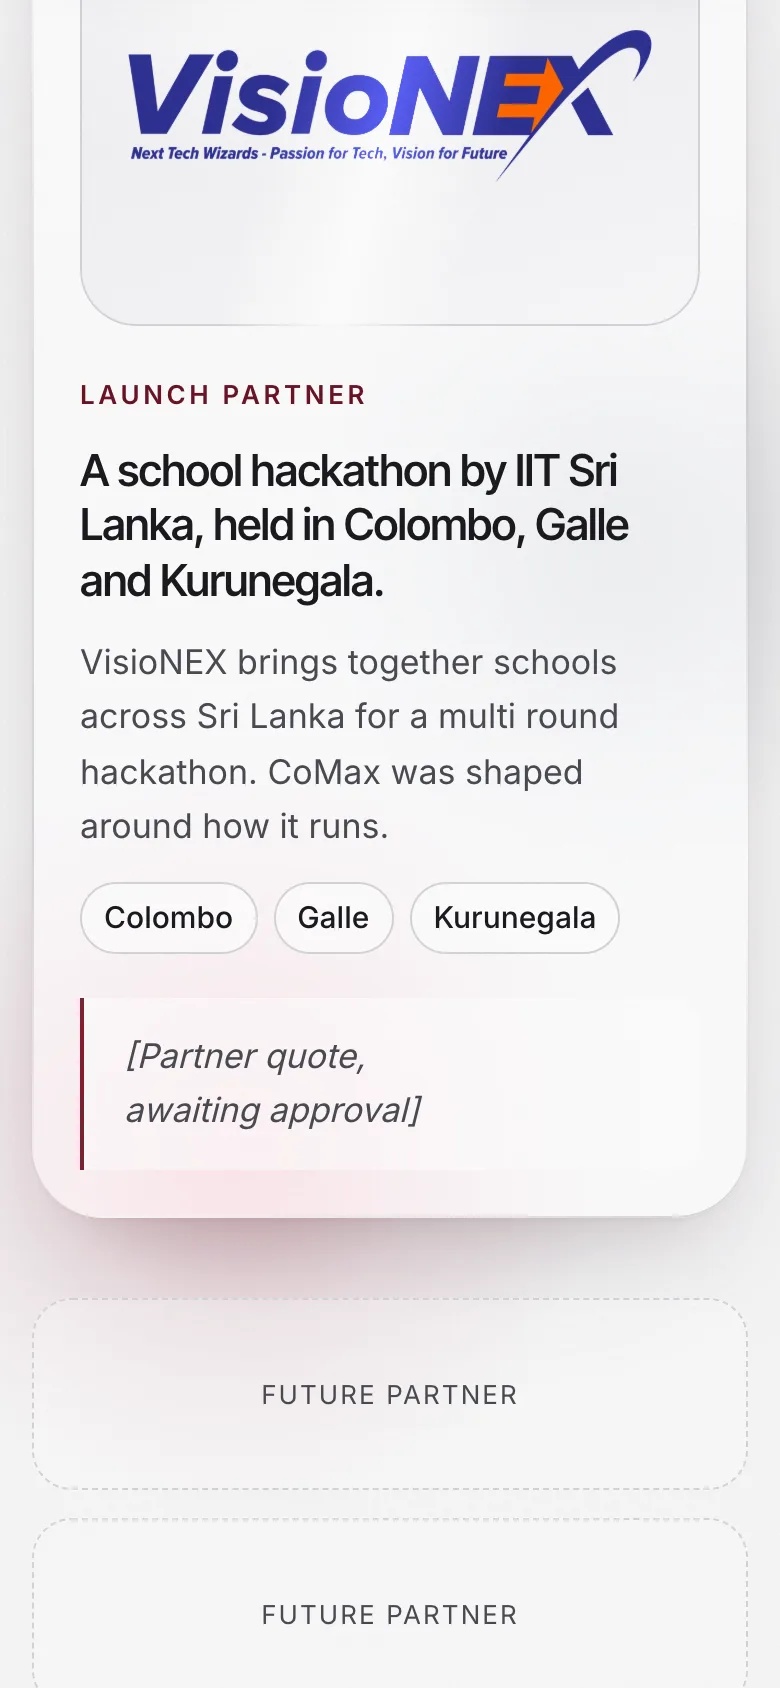 VisioNEX
Next Tech Wizards - Passion for Tech, Vision for Future
LAUNCH PARTNER
A school hackathon by IIT Sri
Lanka, held in Colombo, Galle
and Kurunegala.
VisioNEX brings together schools
across Sri Lanka for a multi round
hackathon. CoMax was shaped
around how it runs.
Colombo Galle Kurunegala
[Partner quote,
awaiting approval]
FUTURE PARTNER
FUTURE PARTNER